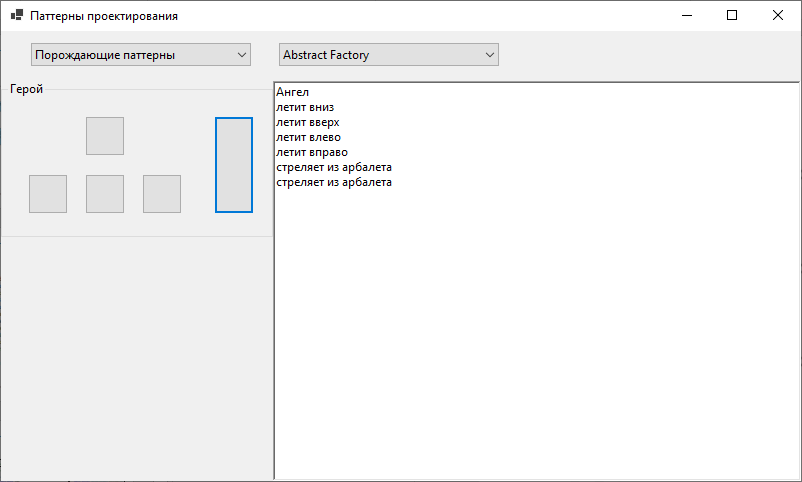 Паттерны проектирования
Порождающие паттерны
Abstract Factory
Герой
Ангел
летит вниз
летит вверх
летит влево
летит вправо
стреляет из арбалета
стреляет из арбалета